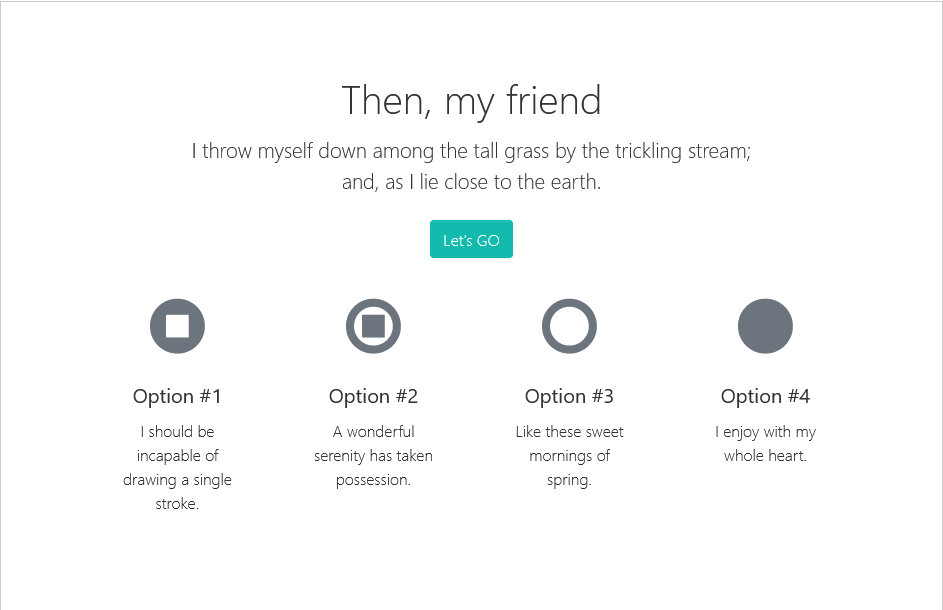 Then, my friend
I throw myself down among the tall grass by the trickling stream;
and, as I lie close to the earth.
Let's GO
Option #1
I should be
incapable of
drawing a single
stroke.
Option #2
A wonderful
serenity has taken
possession.
Option #3
Like these sweet
mornings of
spring.
Option #4
I enjoy with my
whole heart.